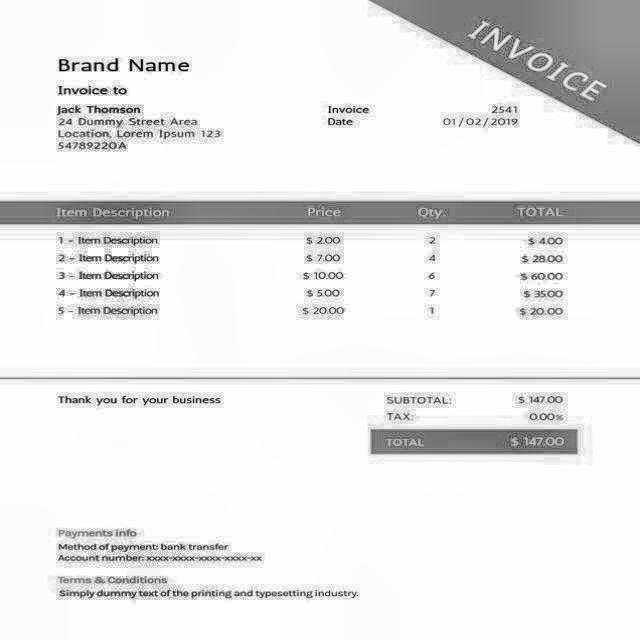 INVOICE
Brand Name
Invoice to
Jack Thomson
24 Dummy Street Area
Location, Lorem Ipsum 123
54789220A
Invoice 2541
Date 01/02/2019
Item Description Price Qty. TOTAL
1 - Item Description $ 2.00 2 $ 4.00
2 - Item Description $ 7.00 4 $ 28.00
3 - Item Description $ 10.00 6 $ 60.00
4 - Item Description $ 5.00 7 $ 35.00
5 - Item Description $ 20.00 1 $ 20.00
Thank you for your business
SUBTOTAL: $ 147.00
TAX: 0.00%
TOTAL $ 147.00
Payments info
Method of payment: bank transfer
Account number: xxxx-xxxx-xxxx-xxxx-xx
Terms & Conditions
Simply dummy text of the printing and typesetting industry.